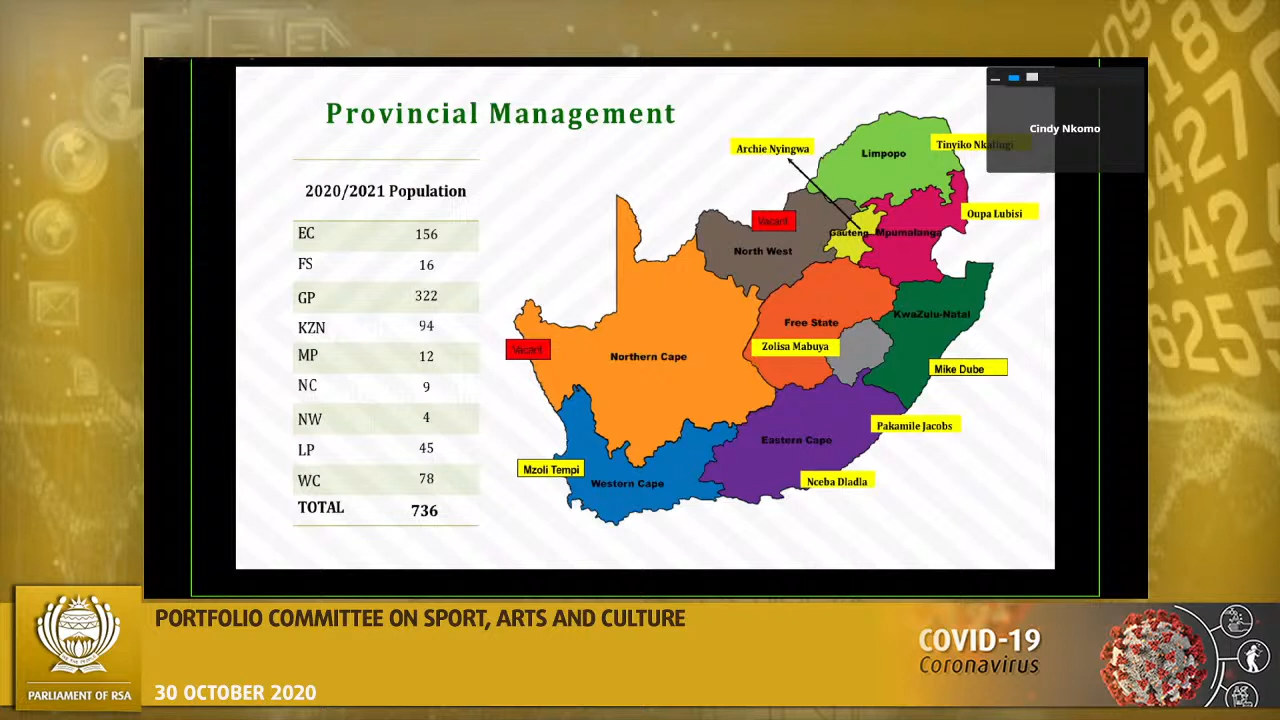 Provincial Management
2020/2021 Population
EC 156
FS 16
GP 322
KZN 94
MP 12
NC 9
NW 4
LP 45
WC 78
TOTAL 736
Cindy Nkomo
Archie Nyingwa
Limpopo
Tinyiko
Vacant
Oupa Lubisi
Gauteng
Mpumalanga
North West
KwaZulu-Natal
Free State
Zolisa Mabuya
Vacant
Northern Cape
Mike Dube
Pakamile Jacobs
Eastern Cape
Mzoli Tempi
Western Cape
Nceba Dladla
PORTFOLIO COMMITTEE ON SPORT, ARTS AND CULTURE
COVID-19
Coronavirus
PARLIAMENT OF RSA
30 OCTOBER 2020